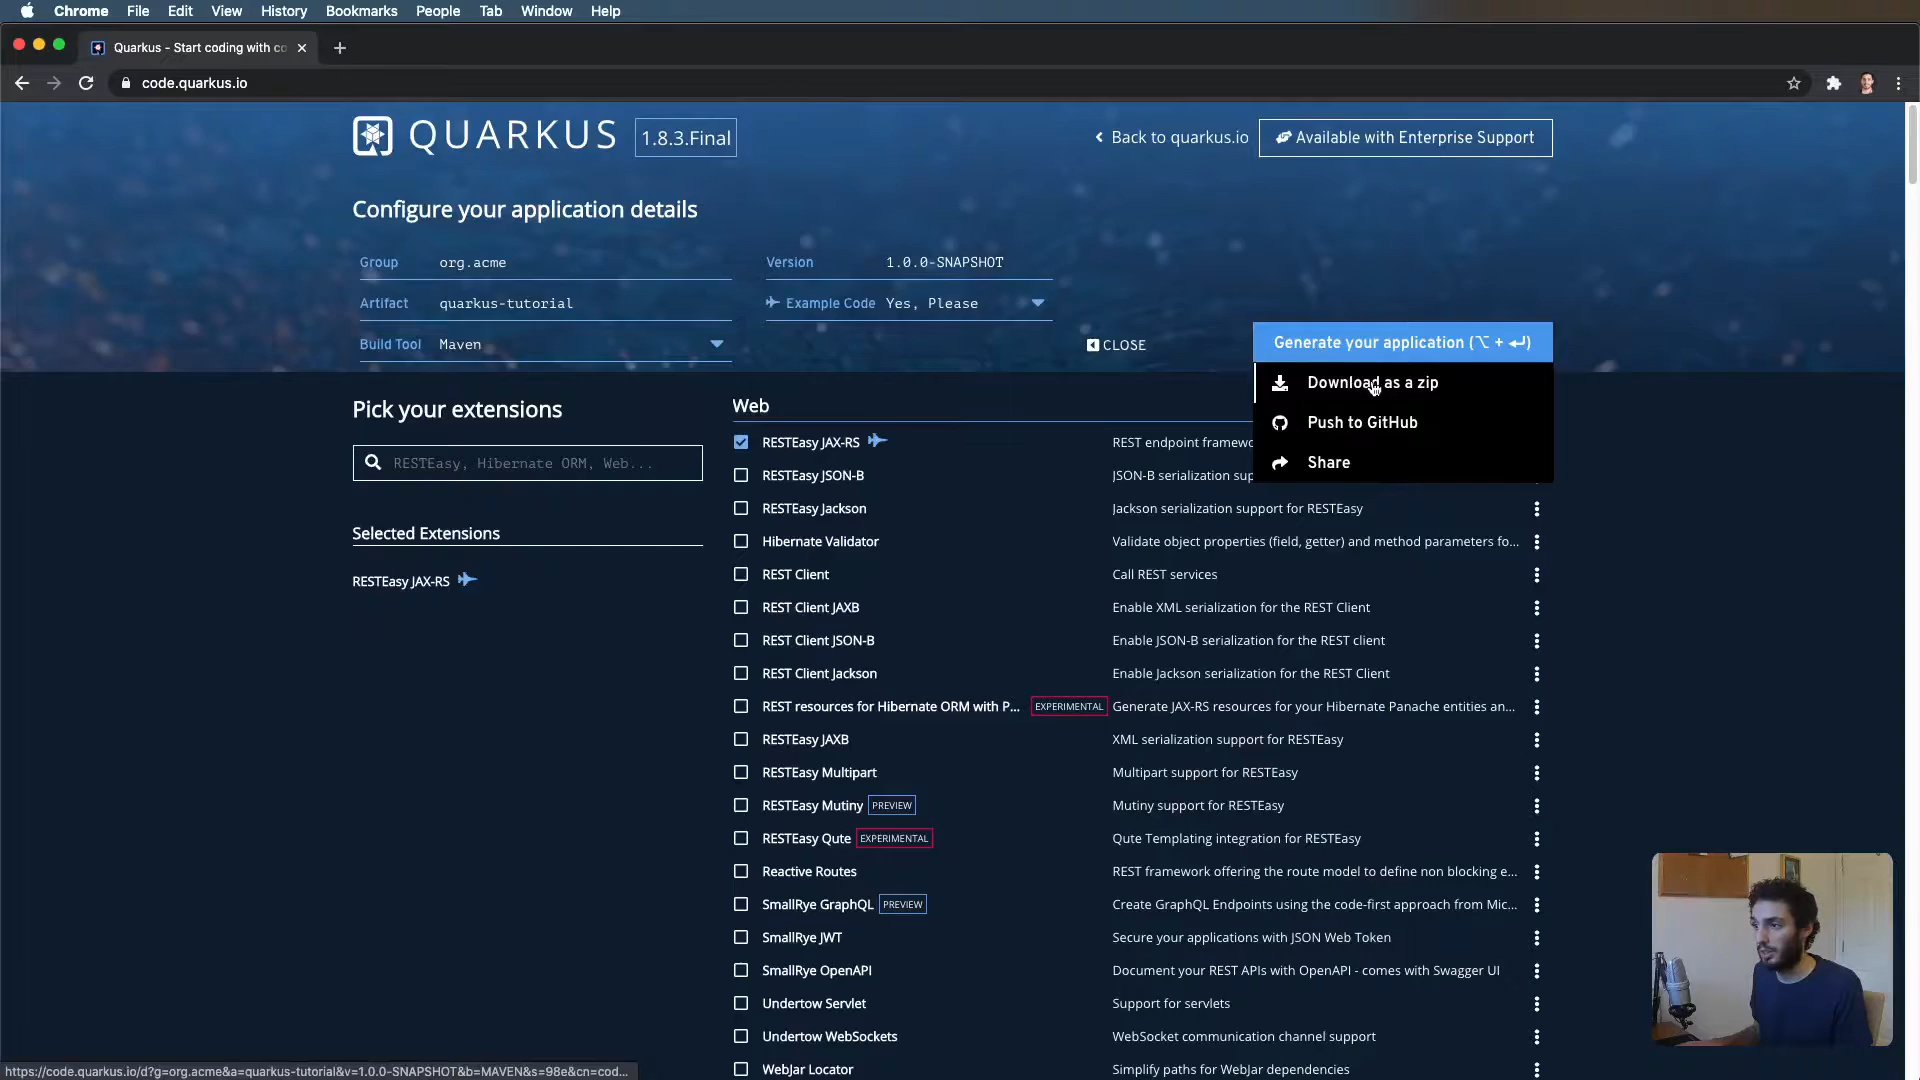 Chrome File Edit View History Bookmarks People Tab Window Help
Quarkus - Start coding with co
code.quarkus.io
QUARKUS 1.8.3.Final
Back to quarkus.io
Available with Enterprise Support
Configure your application details
Group org.acme
Version 1.0.0-SNAPSHOT
Artifact quarkus-tutorial
Example Code Yes, Please
Build Tool Maven
CLOSE
Generate your application (⌥ + ↵)
Download as a zip
Push to GitHub
Share
Pick your extensions
RESTEasy, Hibernate ORM, Web...
Selected Extensions
RESTEasy JAX-RS
Web
RESTEasy JAX-RS REST endpoint framewo
RESTEasy JSON-B JSON-B serialization sup
RESTEasy Jackson Jackson serialization support for RESTEasy
Hibernate Validator Validate object properties (field, getter) and method parameters fo...
REST Client Call REST services
REST Client JAXB Enable XML serialization for the REST Client
REST Client JSON-B Enable JSON-B serialization for the REST client
REST Client Jackson Enable Jackson serialization for the REST Client
REST resources for Hibernate ORM with P... EXPERIMENTAL Generate JAX-RS resources for your Hibernate Panache entities an...
RESTEasy JAXB XML serialization support for RESTEasy
RESTEasy Multipart Multipart support for RESTEasy
RESTEasy Mutiny PREVIEW Mutiny support for RESTEasy
RESTEasy Qute EXPERIMENTAL Qute Templating integration for RESTEasy
Reactive Routes REST framework offering the route model to define non blocking e...
SmallRye GraphQL PREVIEW Create GraphQL Endpoints using the code-first approach from Mic...
SmallRye JWT Secure your applications with JSON Web Token
SmallRye OpenAPI Document your REST APIs with OpenAPI - comes with Swagger UI
Undertow Servlet Support for servlets
Undertow WebSockets WebSocket communication channel support
WebJar Locator Simplify paths for WebJar dependencies
https://code.quarkus.io/d?g=org.acme&a=quarkus-tutorial&v=1.0.0-SNAPSHOT&b=MAVEN&s=98e&cn=cod...